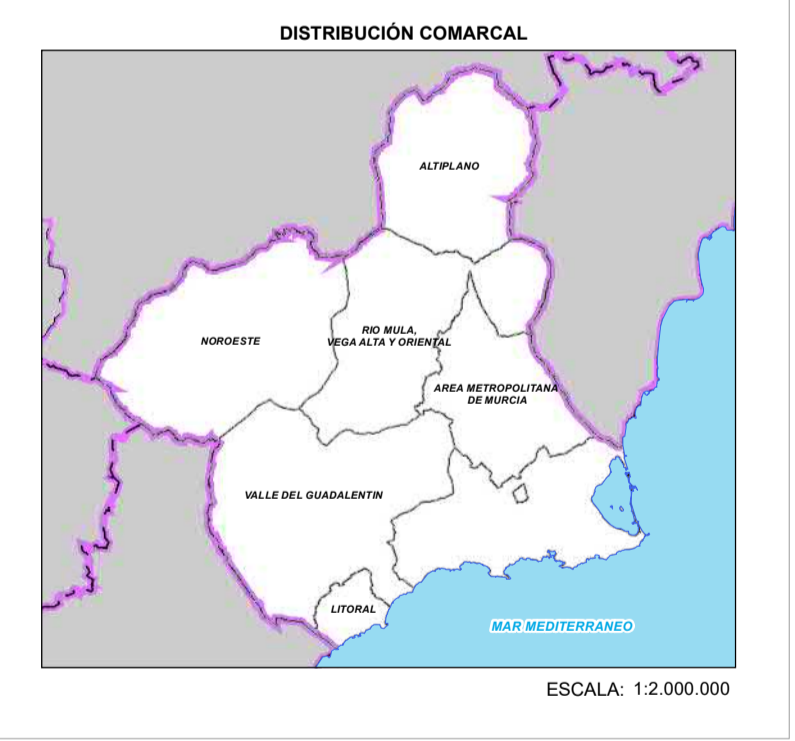 DISTRIBUCIÓN COMARCAL
ALTIPLANO
NOROESTE
RIO MULA,
VEGA ALTA Y ORIENTAL
AREA METROPOLITANA
DE MURCIA
VALLE DEL GUADALENTIN
LITORAL
MAR MEDITERRANEO
ESCALA: 1:2.000.000